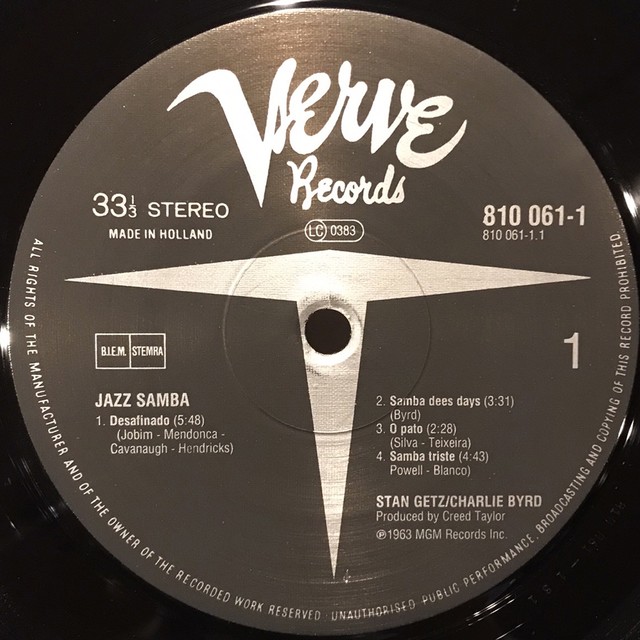 Verve
Records
33 1/3 STEREO
MADE IN HOLLAND
LC 0383
810 061-1
810 061-1.1
B.I.E.M. STEMRA
1
JAZZ SAMBA
1. Desafinado (5:48)
(Jobim - Mendonca -
Cavanaugh - Hendricks)
2. Samba dees days (3:31)
(Byrd)
3. O pato (2:28)
(Silva - Teixeira)
4. Samba triste (4:43)
Powell - Blanco)
STAN GETZ/CHARLIE BYRD
Produced by Creed Taylor
℗1963 MGM Records Inc.
ALL RIGHTS OF THE MANUFACTURER AND OF THE OWNER OF THE RECORDED WORK RESERVED · UNAUTHORISED PUBLIC PERFORMANCE, BROADCASTING AND COPYING OF THIS RECORD PROHIBITED